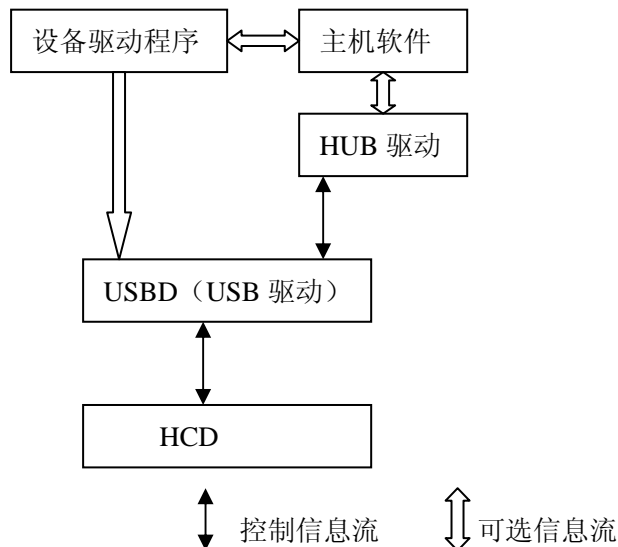 设备驱动程序
主机软件
HUB 驱动
USBD（USB 驱动）
HCD
控制信息流
可选信息流